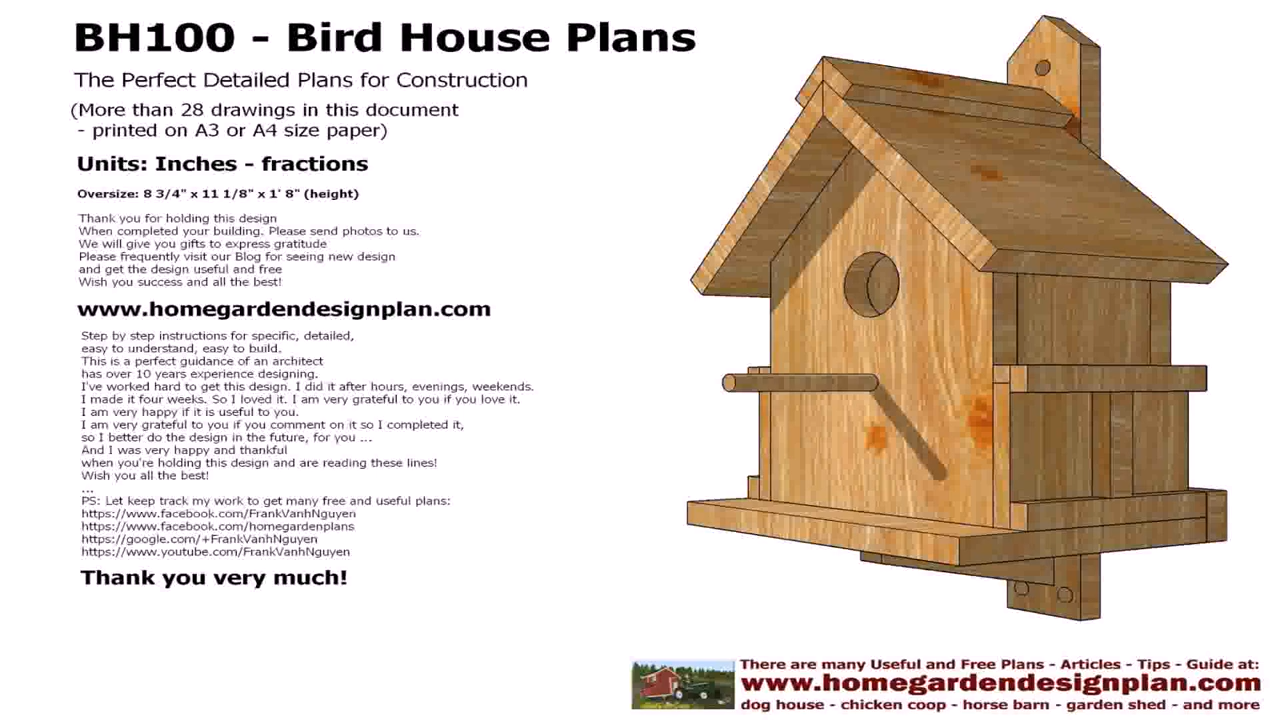 BH100 - Bird House Plans
The Perfect Detailed Plans for Construction
(More than 28 drawings in this document
- printed on A3 or A4 size paper)
Units: Inches - fractions
Oversize: 8 3/4" x 11 1/8" x 1' 8" (height)
Thank you for holding this design
When completed your building. Please send photos to us.
We will give you gifts to express gratitude
Please frequently visit our Blog for seeing new design
and get the design useful and free
Wish you success and all the best!
www.homegardendesignplan.com
Step by step instructions for specific, detailed,
easy to understand, easy to build.
This is a perfect guidance of an architect
has over 10 years experience designing.
I've worked hard to get this design. I did it after hours, evenings, weekends.
I made it four weeks. So I loved it. I am very grateful to you if you love it.
I am very happy if it is useful to you.
I am very grateful to you if you comment on it so I completed it,
so I better do the design in the future, for you ...
And I was very happy and thankful
when you're holding this design and are reading these lines!
Wish you all the best!
...
PS: Let keep track my work to get many free and useful plans:
https://www.facebook.com/FrankVanhNguyen
https://www.facebook.com/homegardenplans
https://google.com/+FrankVanhNguyen
https://www.youtube.com/FrankVanhNguyen
Thank you very much!
There are many Useful and Free Plans - Articles - Tips - Guide at:
www.homegardendesignplan.com
dog house - chicken coop - horse barn - garden shed - and more